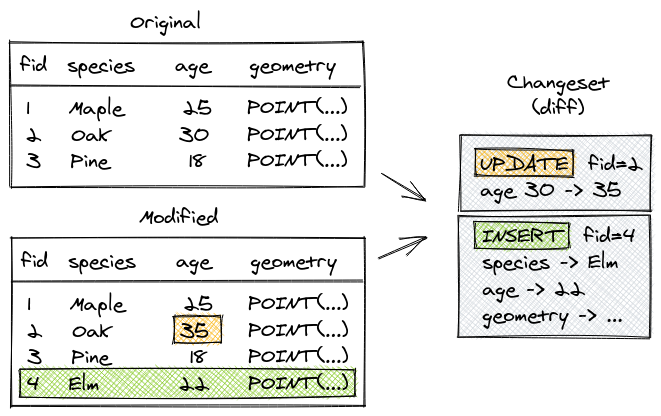 Original
fid species age geometry
1 Maple 25 POINT(...)
2 Oak 30 POINT(...)
3 Pine 18 POINT(...)
Modified
fid species age geometry
1 Maple 25 POINT(...)
2 Oak 35 POINT(...)
3 Pine 18 POINT(...)
4 Elm 22 POINT(...)
Changeset
(diff)
UPDATE fid=2
age 30 -> 35
INSERT fid=4
species -> Elm
age -> 22
geometry -> ...